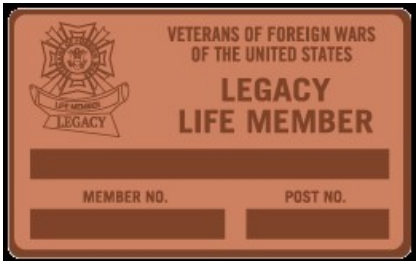 VETERANS OF FOREIGN WARS
OF THE UNITED STATES
LEGACY
LIFE MEMBER
LIFE MEMBER
LEGACY
MEMBER NO.
POST NO.